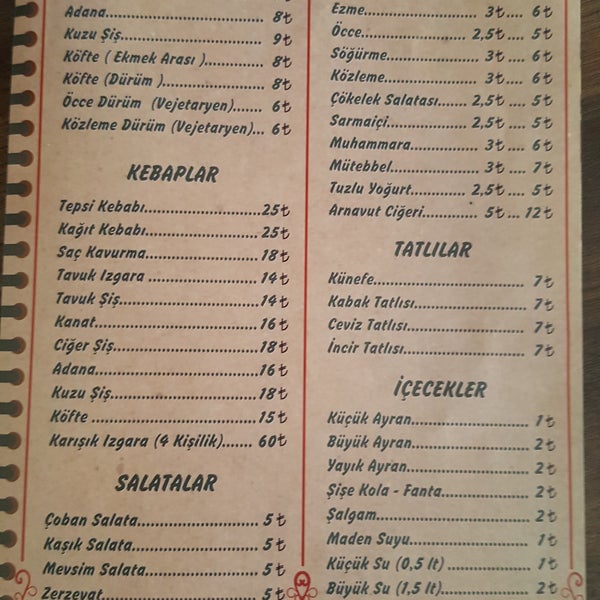 Adana.......................... 8₺
Kuzu Şiş........................ 9₺
Köfte ( Ekmek Arası ).......... 8₺
Köfte (Dürüm )................. 8₺
Öcce Dürüm (Vejetaryen)....... 6₺
Közleme Dürüm (Vejetaryen)... 6₺
KEBAPLAR
Tepsi Kebabı.....................25₺
Kağıt Kebabı.....................25₺
Saç Kavurma.....................18₺
Tavuk Izgara .....................14₺
Tavuk Şiş.........................14₺
Kanat.............................16₺
Ciğer Şiş.........................18₺
Adana.............................16₺
Kuzu Şiş..........................18₺
Köfte .............................15₺
Karışık Izgara (4 Kişilik)....... 60₺
SALATALAR
Çoban Salata..................... 5₺
Kaşık Salata...................... 5₺
Mevsim Salata.................... 5₺
Zerzevat.......................... 5₺
Ezme.................... 3₺.... 6₺
Öcce.................... 2,5₺.... 5₺
Söğürme................ 3₺.... 6₺
Közleme................. 3₺.... 6₺
Çökelek Salatası....... 2,5₺.... 5₺
Sarmaiçi................ 2,5₺.... 5₺
Muhammara............ 3₺.... 6₺
Mütebbel................ 3₺.... 7₺
Tuzlu Yoğurt........... 2,5₺.... 5₺
Arnavut Ciğeri.......... 5₺... 12₺
TATLILAR
Künefe........................... 7₺
Kabak Tatlısı.................... 7₺
Ceviz Tatlısı..................... 7₺
İncir Tatlısı...................... 7₺
İÇECEKLER
Küçük Ayran..................... 1₺
Büyük Ayran..................... 2₺
Yayık Ayran...................... 2₺
Şişe Kola - Fanta................ 2₺
Şalgam........................... 2₺
Maden Suyu...................... 1₺
Küçük Su (0,5 lt) ................ 1₺
Büyük Su (1,5 lt)................. 2₺